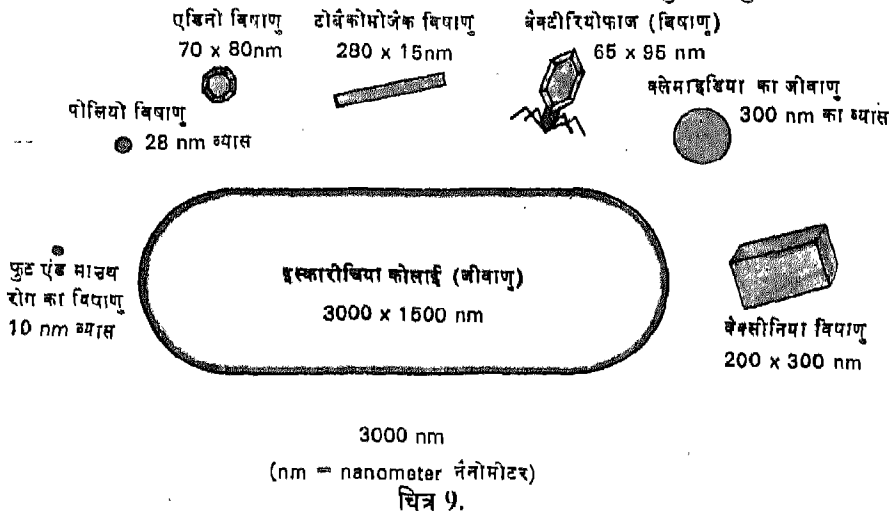 एडिनो विषाणु
70 x 80nm
टोबैकोमोजैक विषाणु
280 x 15nm
बैक्टीरियोफाज (विषाणु)
65 x 95 nm
क्लेमाइडिया का जीवाणु
300 nm का व्यास
पोलियो विषाणु
28 nm व्यास
फुट एंड माउथ
रोग का विषाणु
10 nm व्यास
इस्कारीचिया कोलाई (जीवाणु)
3000 x 1500 nm
वेक्सीनिया विषाणु
200 x 300 nm
3000 nm
(nm = nanometer नैनोमीटर)
चित्र 9.